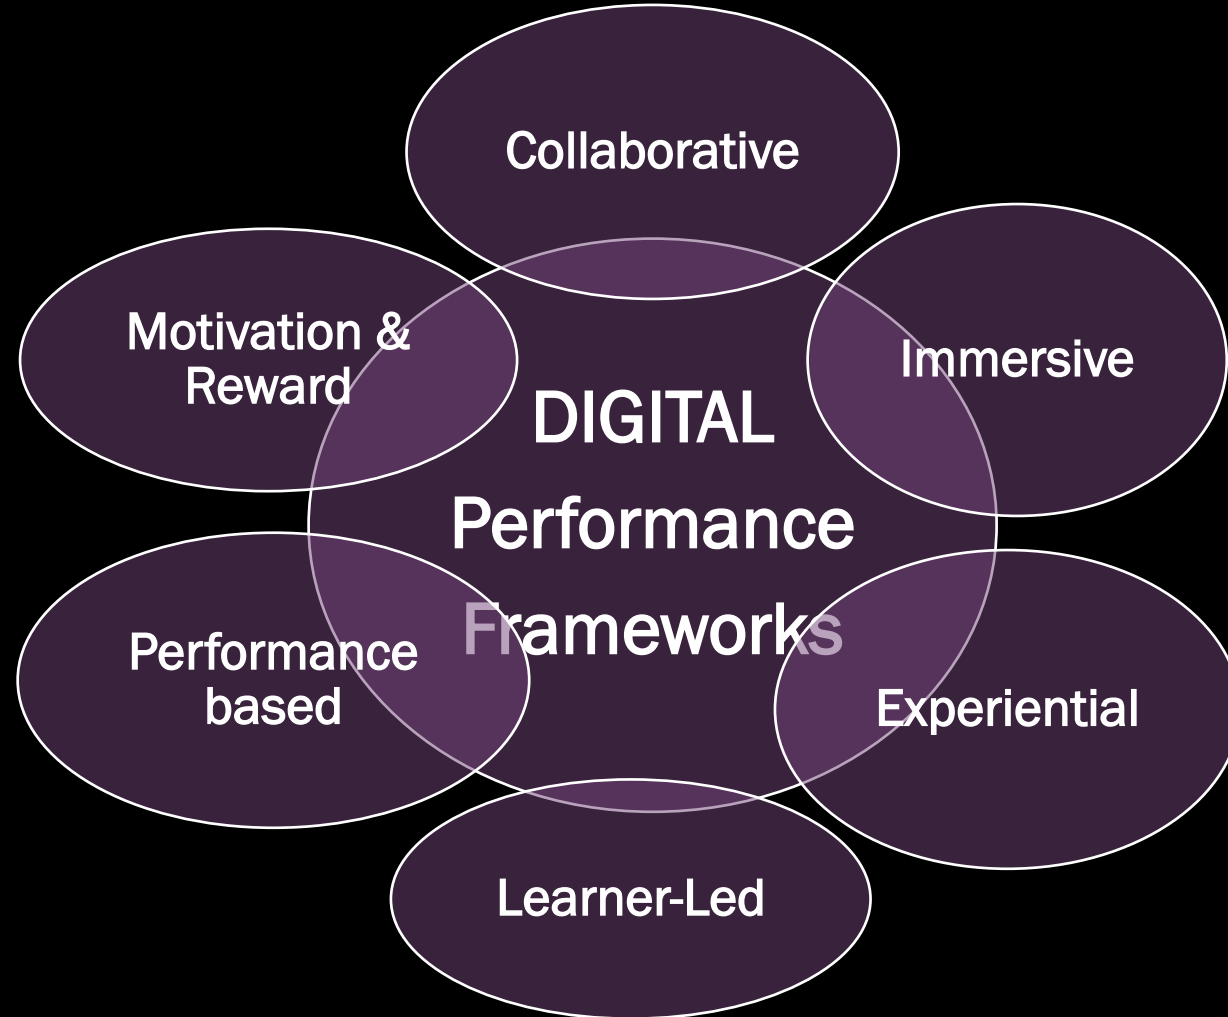 Collaborative
Immersive
Motivation &
Reward
DIGITAL
Performance
Frameworks
Performance
based
Experiential
Learner-Led